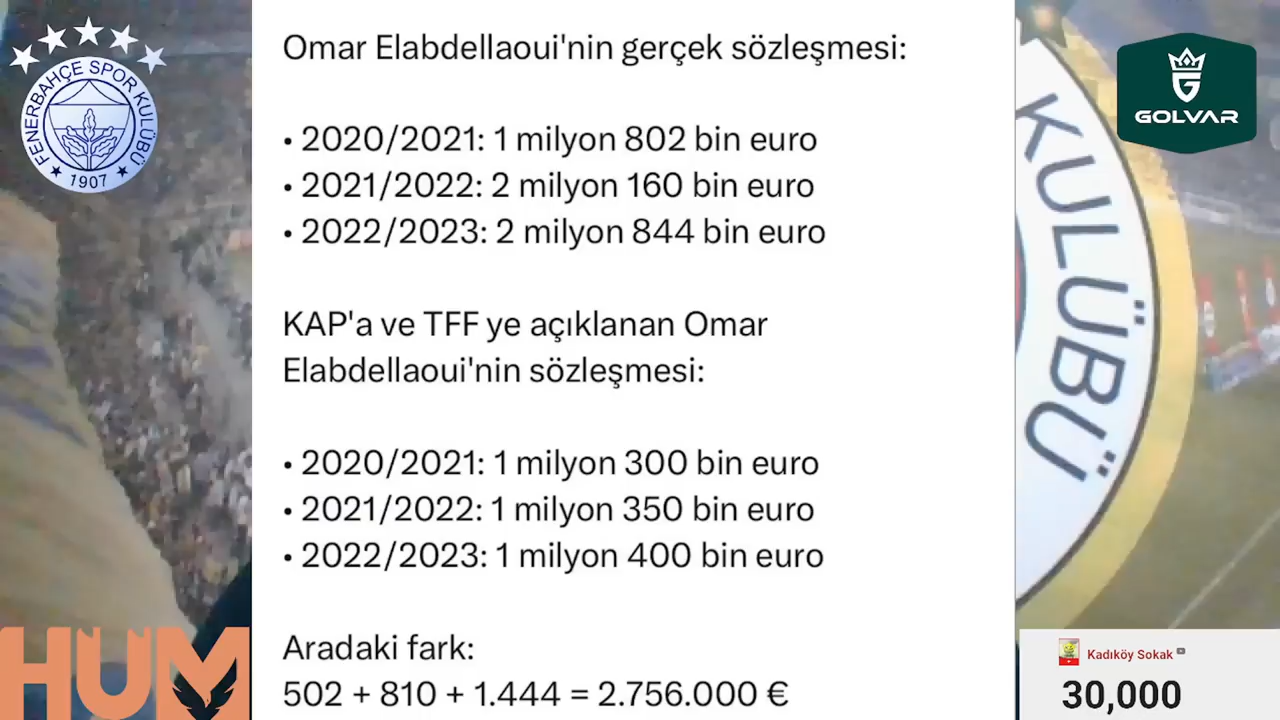 Omar Elabdellaoui'nin gerçek sözleşmesi:
• 2020/2021: 1 milyon 802 bin euro
• 2021/2022: 2 milyon 160 bin euro
• 2022/2023: 2 milyon 844 bin euro
KAP'a ve TFF ye açıklanan Omar
Elabdellaoui'nin sözleşmesi:
• 2020/2021: 1 milyon 300 bin euro
• 2021/2022: 1 milyon 350 bin euro
• 2022/2023: 1 milyon 400 bin euro
Aradaki fark:
502 + 810 + 1.444 = 2.756.000 €
FENERBAHÇE SPOR KULÜBÜ
1907
GOLVAR
KULÜBÜ
HUM
Kadıköy Sokak
30,000